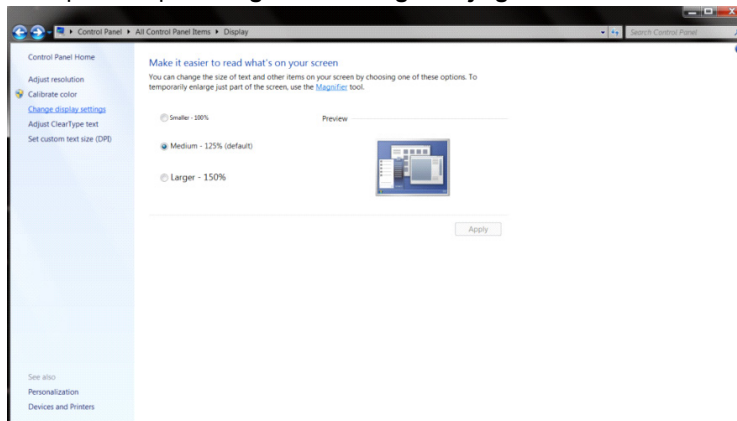 Control Panel ▸ All Control Panel Items ▸ Display
Search Control Panel
Control Panel Home
Adjust resolution
Calibrate color
Change display settings
Adjust ClearType text
Set custom text size (DPI)
See also
Personalization
Devices and Printers
Make it easier to read what's on your screen
You can change the size of text and other items on your screen by choosing one of these options. To
temporarily enlarge just part of the screen, use the Magnifier tool.
Smaller - 100%
Preview
Medium - 125% (default)
Larger - 150%
Apply